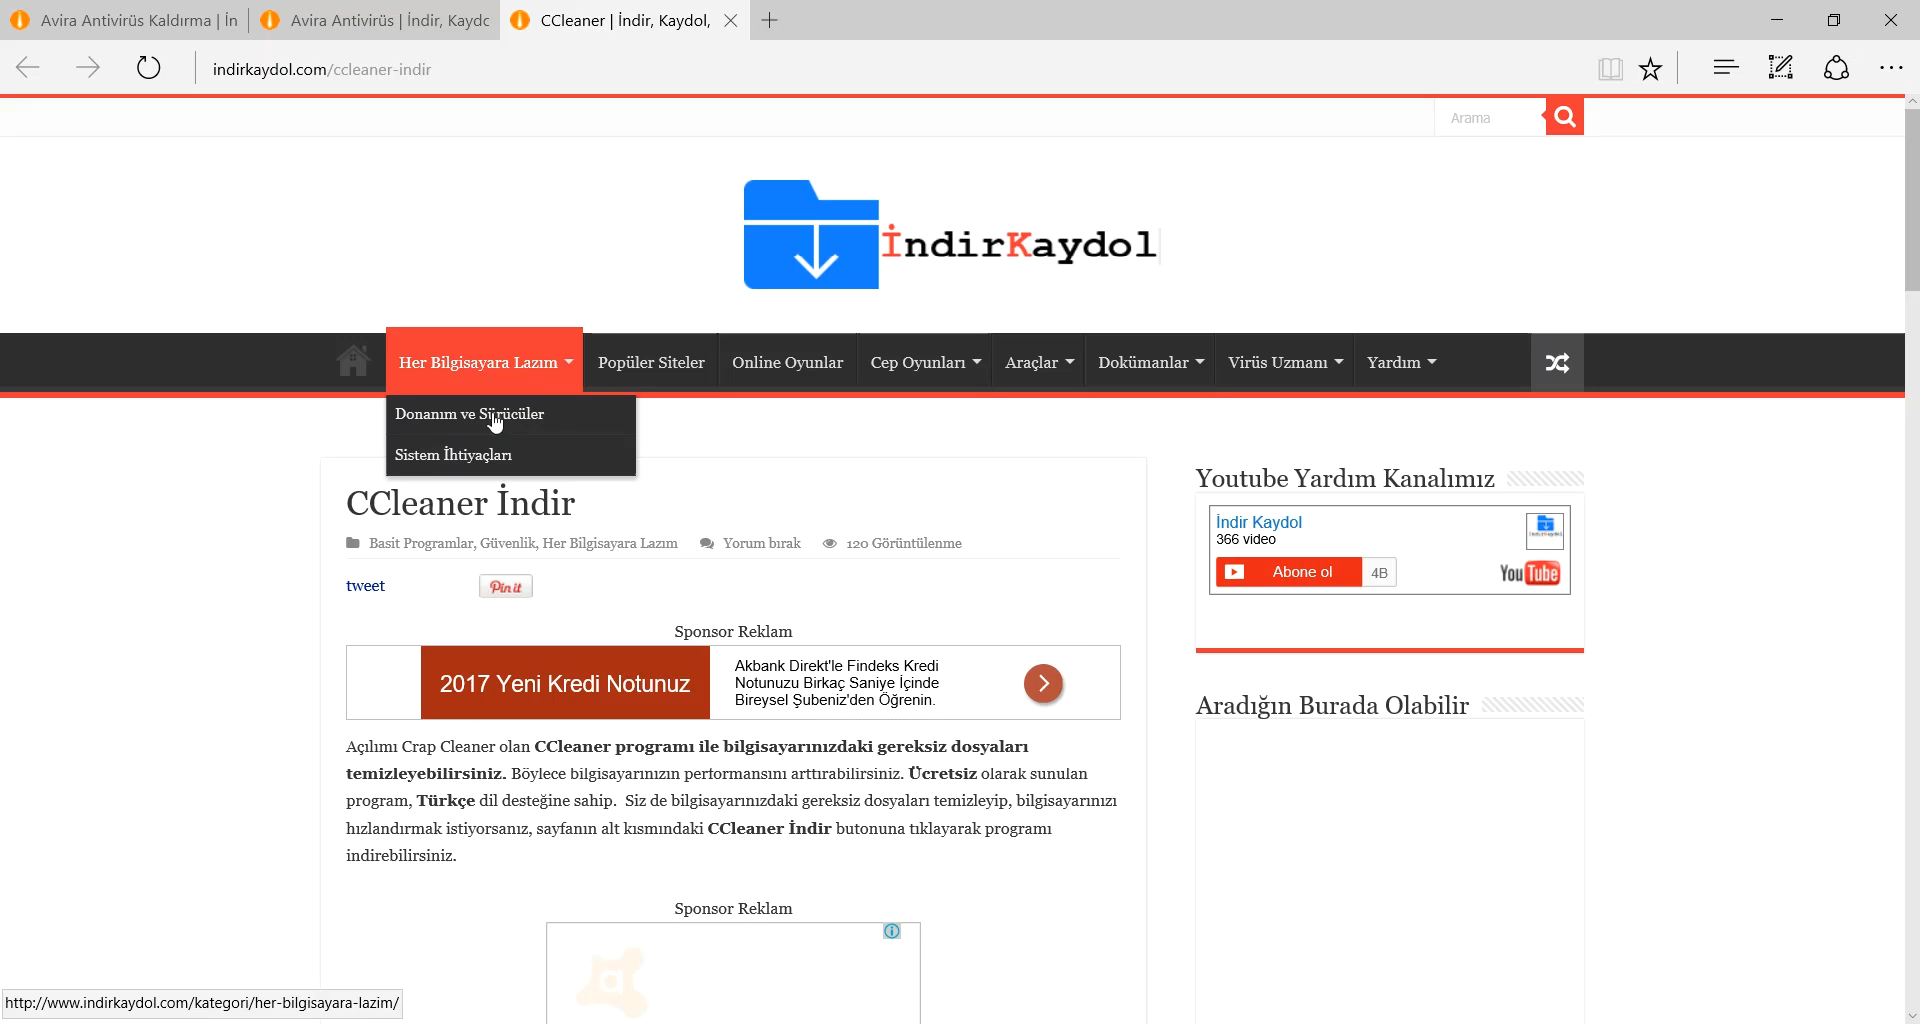 Avira Antivirüs Kaldırma | İn
Avira Antivirüs | İndir, Kaydo
CCleaner | İndir, Kaydol,
indirkaydol.com/ccleaner-indir
Arama
İndirKaydol
Her Bilgisayara Lazım
Popüler Siteler
Online Oyunlar
Cep Oyunları
Araçlar
Dokümanlar
Virüs Uzmanı
Yardım
Donanım ve Sürücüler
Sistem İhtiyaçları
CCleaner İndir
Basit Programlar, Güvenlik, Her Bilgisayara Lazım
Yorum bırak
120 Görüntülenme
tweet
Pin it
Sponsor Reklam
2017 Yeni Kredi Notunuz
Akbank Direkt'le Findeks Kredi
Notunuzu Birkaç Saniye İçinde
Bireysel Şubeniz'den Öğrenin.
Açılımı Crap Cleaner olan CCleaner programı ile bilgisayarınızdaki gereksiz dosyaları
temizleyebilirsiniz. Böylece bilgisayarınızın performansını arttırabilirsiniz. Ücretsiz olarak sunulan
program, Türkçe dil desteğine sahip. Siz de bilgisayarınızdaki gereksiz dosyaları temizleyip, bilgisayarınızı
hızlandırmak istiyorsanız, sayfanın alt kısmındaki CCleaner İndir butonuna tıklayarak programı
indirebilirsiniz.
Sponsor Reklam
Youtube Yardım Kanalımız
İndir Kaydol
366 video
Abone ol
4B
YouTube
Aradığın Burada Olabilir
http://www.indirkaydol.com/kategori/her-bilgisayara-lazim/